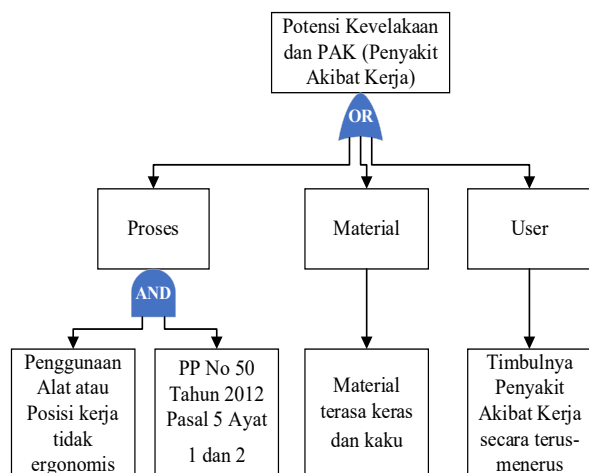 Potensi Kevelakaan
dan PAK (Penyakit
Akibat Kerja)
OR
Proses
Material
User
AND
Penggunaan
Alat atau
Posisi kerja
tidak
ergonomis
PP No 50
Tahun 2012
Pasal 5 Ayat
1 dan 2
Material
terasa keras
dan kaku
Timbulnya
Penyakit
Akibat Kerja
secara terus-
menerus